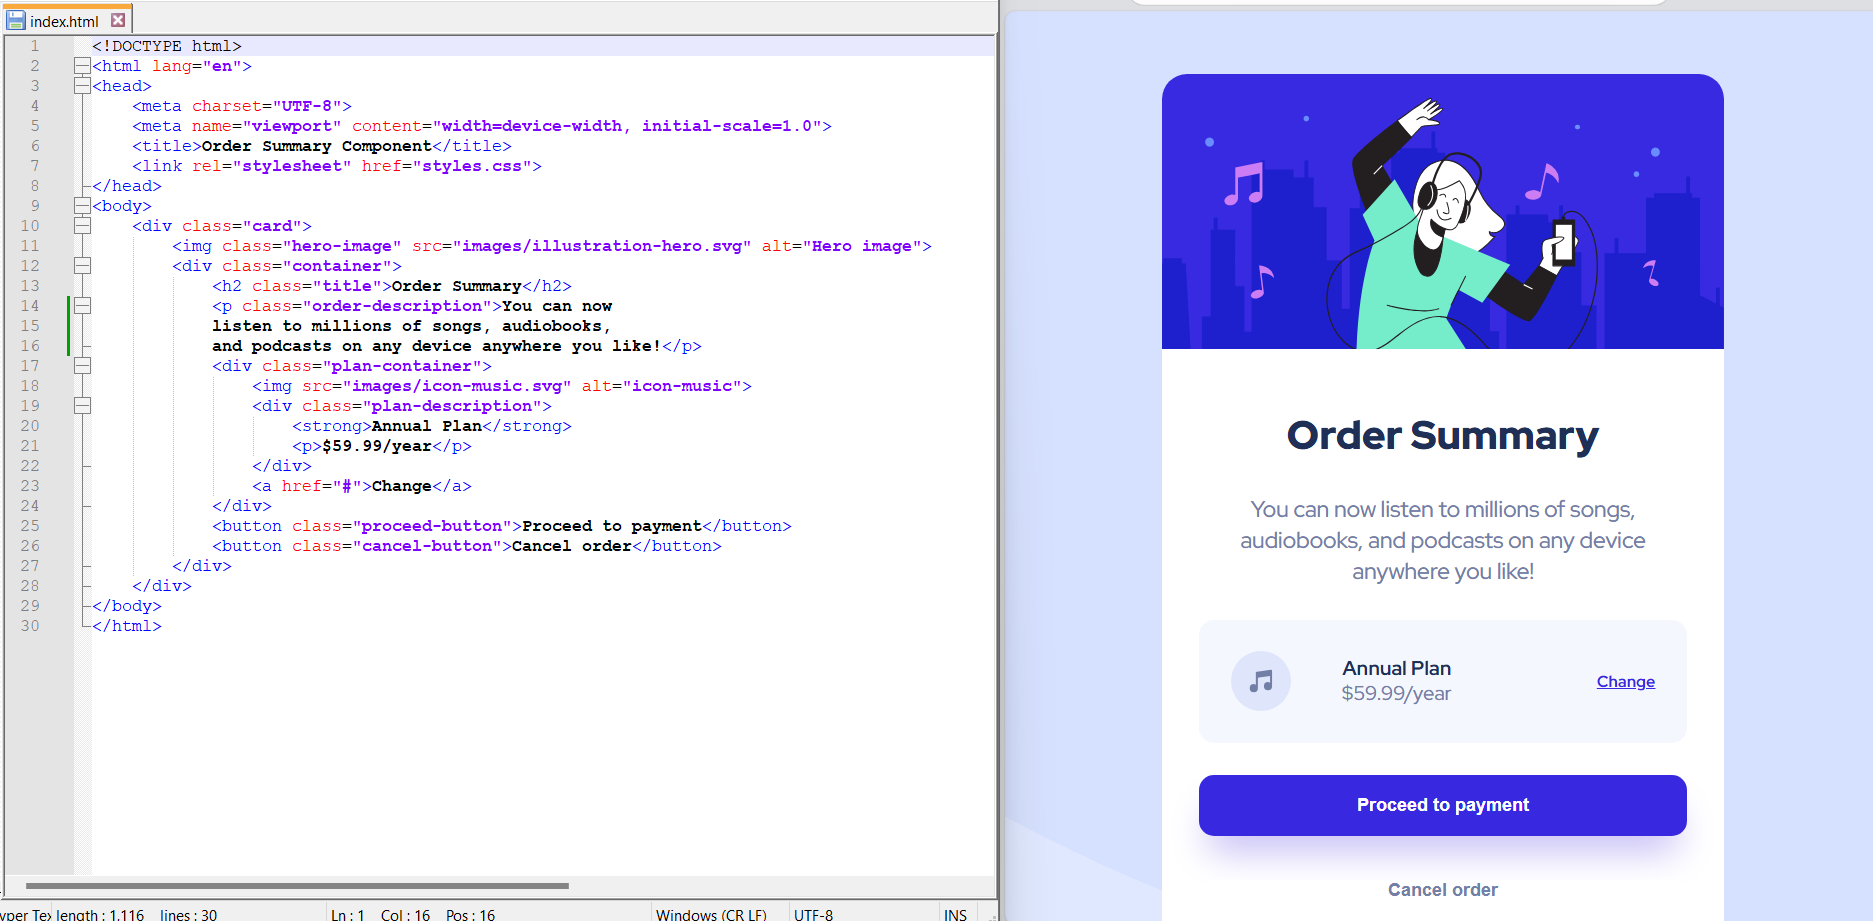 index.html
1 <!DOCTYPE html>
2 <html lang="en">
3 <head>
4 <meta charset="UTF-8">
5 <meta name="viewport" content="width=device-width, initial-scale=1.0">
6 <title>Order Summary Component</title>
7 <link rel="stylesheet" href="styles.css">
8 </head>
9 <body>
10 <div class="card">
11 <img class="hero-image" src="images/illustration-hero.svg" alt="Hero image">
12 <div class="container">
13 <h2 class="title">Order Summary</h2>
14 <p class="order-description">You can now
15 listen to millions of songs, audiobooks,
16 and podcasts on any device anywhere you like!</p>
17 <div class="plan-container">
18 <img src="images/icon-music.svg" alt="icon-music">
19 <div class="plan-description">
20 <strong>Annual Plan</strong>
21 <p>$59.99/year</p>
22 </div>
23 <a href="#">Change</a>
24 </div>
25 <button class="proceed-button">Proceed to payment</button>
26 <button class="cancel-button">Cancel order</button>
27 </div>
28 </div>
29 </body>
30 </html>
yper Tex length : 1,116 lines : 30 Ln : 1 Col : 16 Pos : 16 Windows (CR LF) UTF-8 INS
Order Summary
You can now listen to millions of songs,
audiobooks, and podcasts on any device
anywhere you like!
Annual Plan
$59.99/year
Change
Proceed to payment
Cancel order